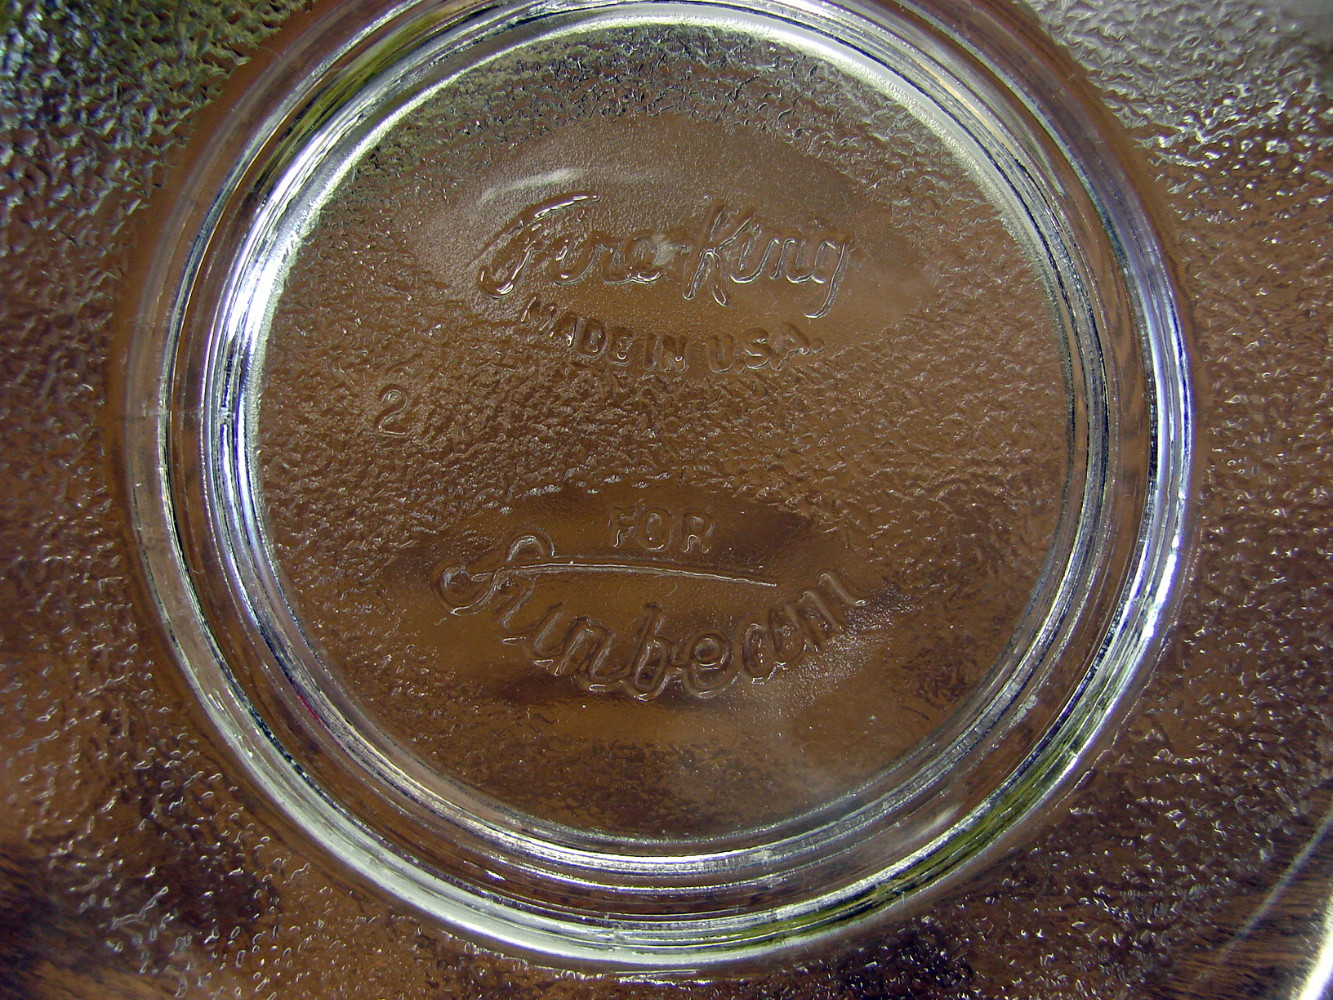 Fire-King
MADE IN U.S.A.
2
FOR
Sunbeam